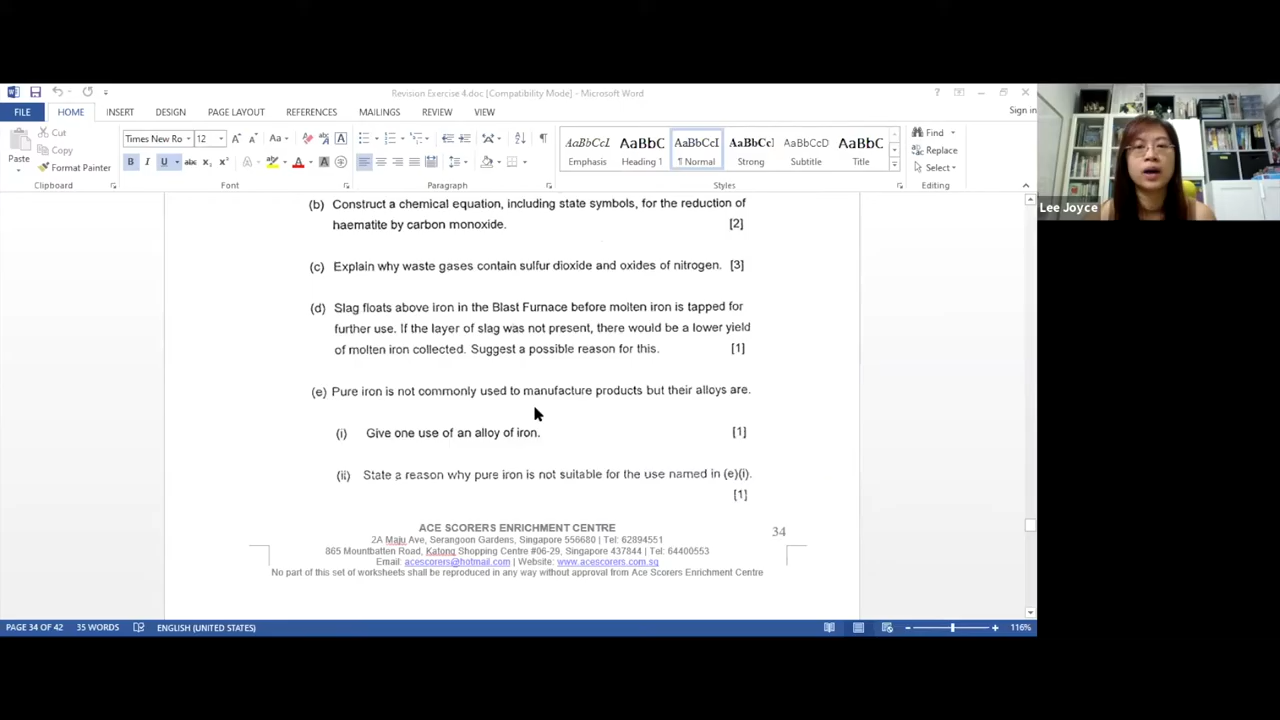 Revision Exercise 4.doc [Compatibility Mode] - Microsoft Word
?
FILE HOME INSERT DESIGN PAGE LAYOUT REFERENCES MAILINGS REVIEW VIEW Sign in
Paste Cut Copy Format Painter
Times New Ro 12
B I U abc X₂ X² A Aa
AaBbCcL AaBbC AaBbCcI AaBbCc AaBbCcD AaBbC
Emphasis Heading 1 ¶ Normal Strong Subtitle Title
Find Replace Select
Clipboard Font Paragraph Styles Editing
Lee Joyce
(b) Construct a chemical equation, including state symbols, for the reduction of
haematite by carbon monoxide. [2]
(c) Explain why waste gases contain sulfur dioxide and oxides of nitrogen. [3]
(d) Slag floats above iron in the Blast Furnace before molten iron is tapped for
further use. If the layer of slag was not present, there would be a lower yield
of molten iron collected. Suggest a possible reason for this. [1]
(e) Pure iron is not commonly used to manufacture products but their alloys are.
(i) Give one use of an alloy of iron. [1]
(ii) State a reason why pure iron is not suitable for the use named in (e)(i).
[1]
ACE SCORERS ENRICHMENT CENTRE 34
2A Maju Ave, Serangoon Gardens, Singapore 556680 | Tel: 62894551
865 Mountbatten Road, Katong Shopping Centre #06-29, Singapore 437844 | Tel: 64400553
Email: acescorers@hotmail.com | Website: www.acescorers.com.sg
No part of this set of worksheets shall be reproduced in any way without approval from Ace Scorers Enrichment Centre
PAGE 34 OF 42 35 WORDS ENGLISH (UNITED STATES) 116%